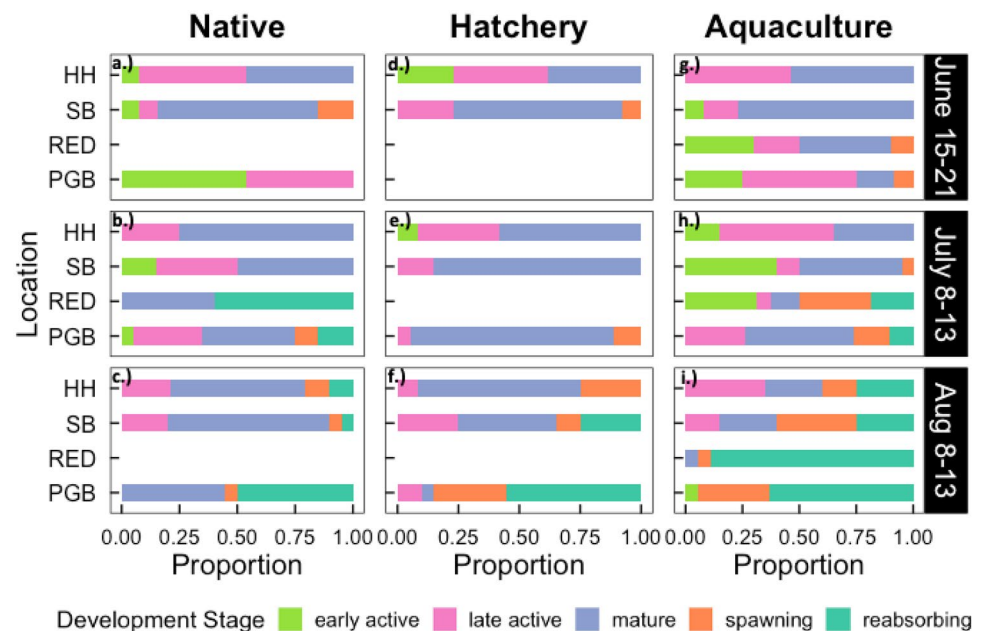 Native Hatchery Aquaculture
Location
a.) d.) g.)
HH
SB
RED
PGB
June 15-21
b.) e.) h.)
HH
SB
RED
PGB
July 8-13
c.) f.) i.)
HH
SB
RED
PGB
Aug 8-13
0.00 0.25 0.50 0.75 1.00 0.00 0.25 0.50 0.75 1.00 0.00 0.25 0.50 0.75 1.00
Proportion Proportion Proportion
Development Stage early active late active mature spawning reabsorbing